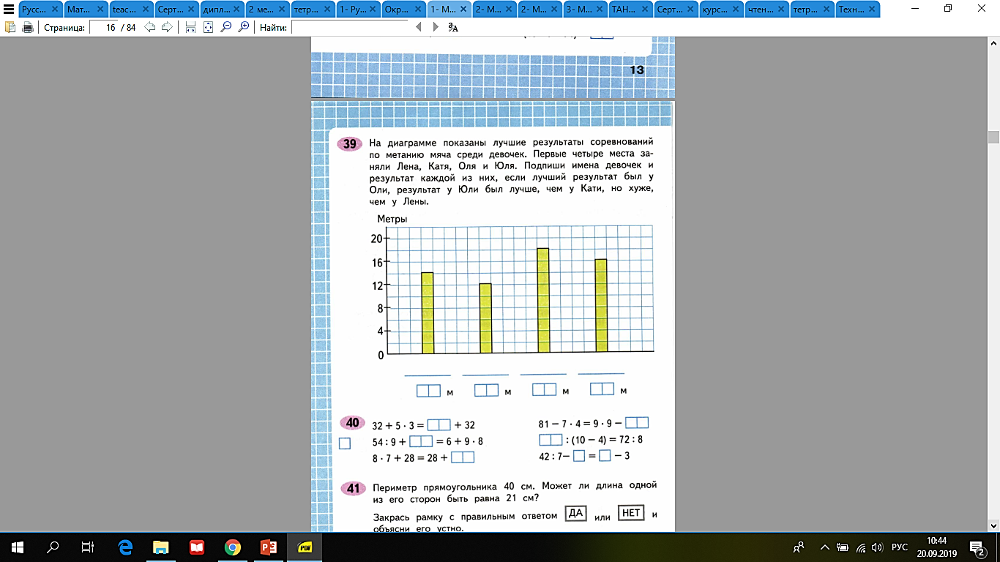 Русс...
Мат...
teac...
Серт...
дипл...
2 ме...
тетр...
1- Ру...
Окр...
1- М...
2- М...
2- М...
3- М...
ТАН...
Серт...
курс...
чтен...
тетр...
Техн...
Страница: 16 / 84 Найти:
13
39 На диаграмме показаны лучшие результаты соревнований
по метанию мяча среди девочек. Первые четыре места за-
няли Лена, Катя, Оля и Юля. Подпиши имена девочек и
результат каждой из них, если лучший результат был у
Оли, результат у Юли был лучше, чем у Кати, но хуже,
чем у Лены.
Метры
20
16
12
8
4
0
м м м м
40
32 + 5 · 3 = + 32
54 : 9 + = 6 + 9 · 8
8 · 7 + 28 = 28 +
81 − 7 · 4 = 9 · 9 −
: (10 − 4) = 72 : 8
42 : 7− = − 3
41 Периметр прямоугольника 40 см. Может ли длина одной
из его сторон быть равна 21 см?
Закрась рамку с правильным ответом ДА или НЕТ и
объясни его устно.
PDF
РУС
10:44
20.09.2019
2